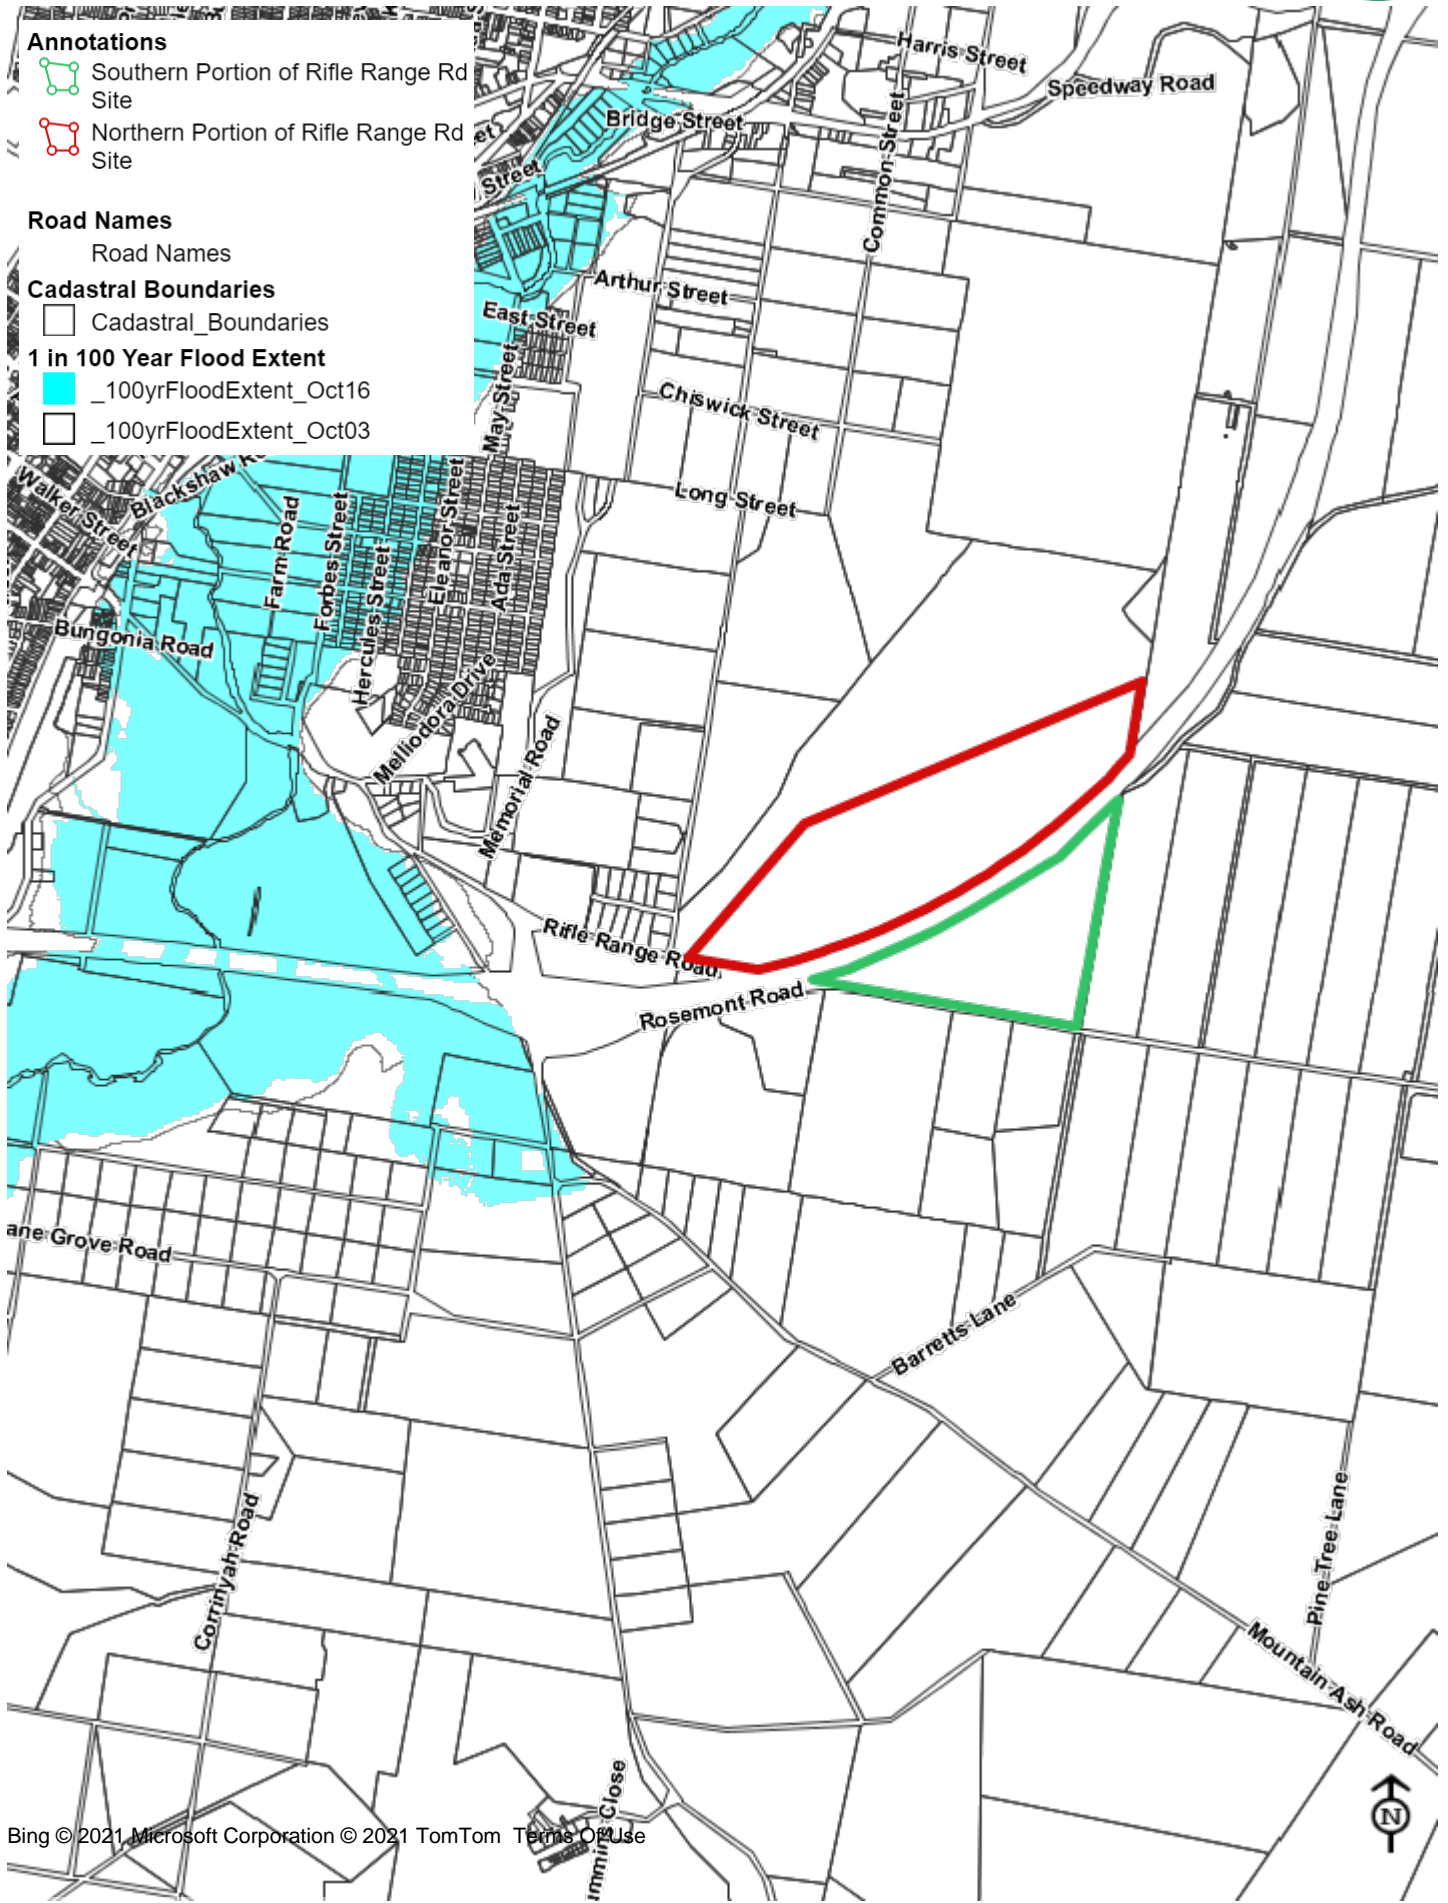 Annotations
Southern Portion of Rifle Range Rd
Site
Northern Portion of Rifle Range Rd
Site
Road Names
Road Names
Cadastral Boundaries
Cadastral_Boundaries
1 in 100 Year Flood Extent
_100yrFloodExtent_Oct16
_100yrFloodExtent_Oct03
Harris Street
Speedway Road
Bridge Street
Common Street
Street
Arthur Street
East Street
May Street
Chiswick Street
Long Street
Blackshaw
Walker Street
Farm Road
Forbes Street
Hercules Street
Eleanor Street
Ada Street
Bungonia Road
Melliodora Drive
Memorial Road
Rifle Range Road
Rosemont Road
ane Grove Road
Barretts Lane
Corrinyah Road
Pine Tree Lane
Mountain Ash Road
ummins Close
N
Bing © 2021 Microsoft Corporation © 2021 TomTom Terms Of Use